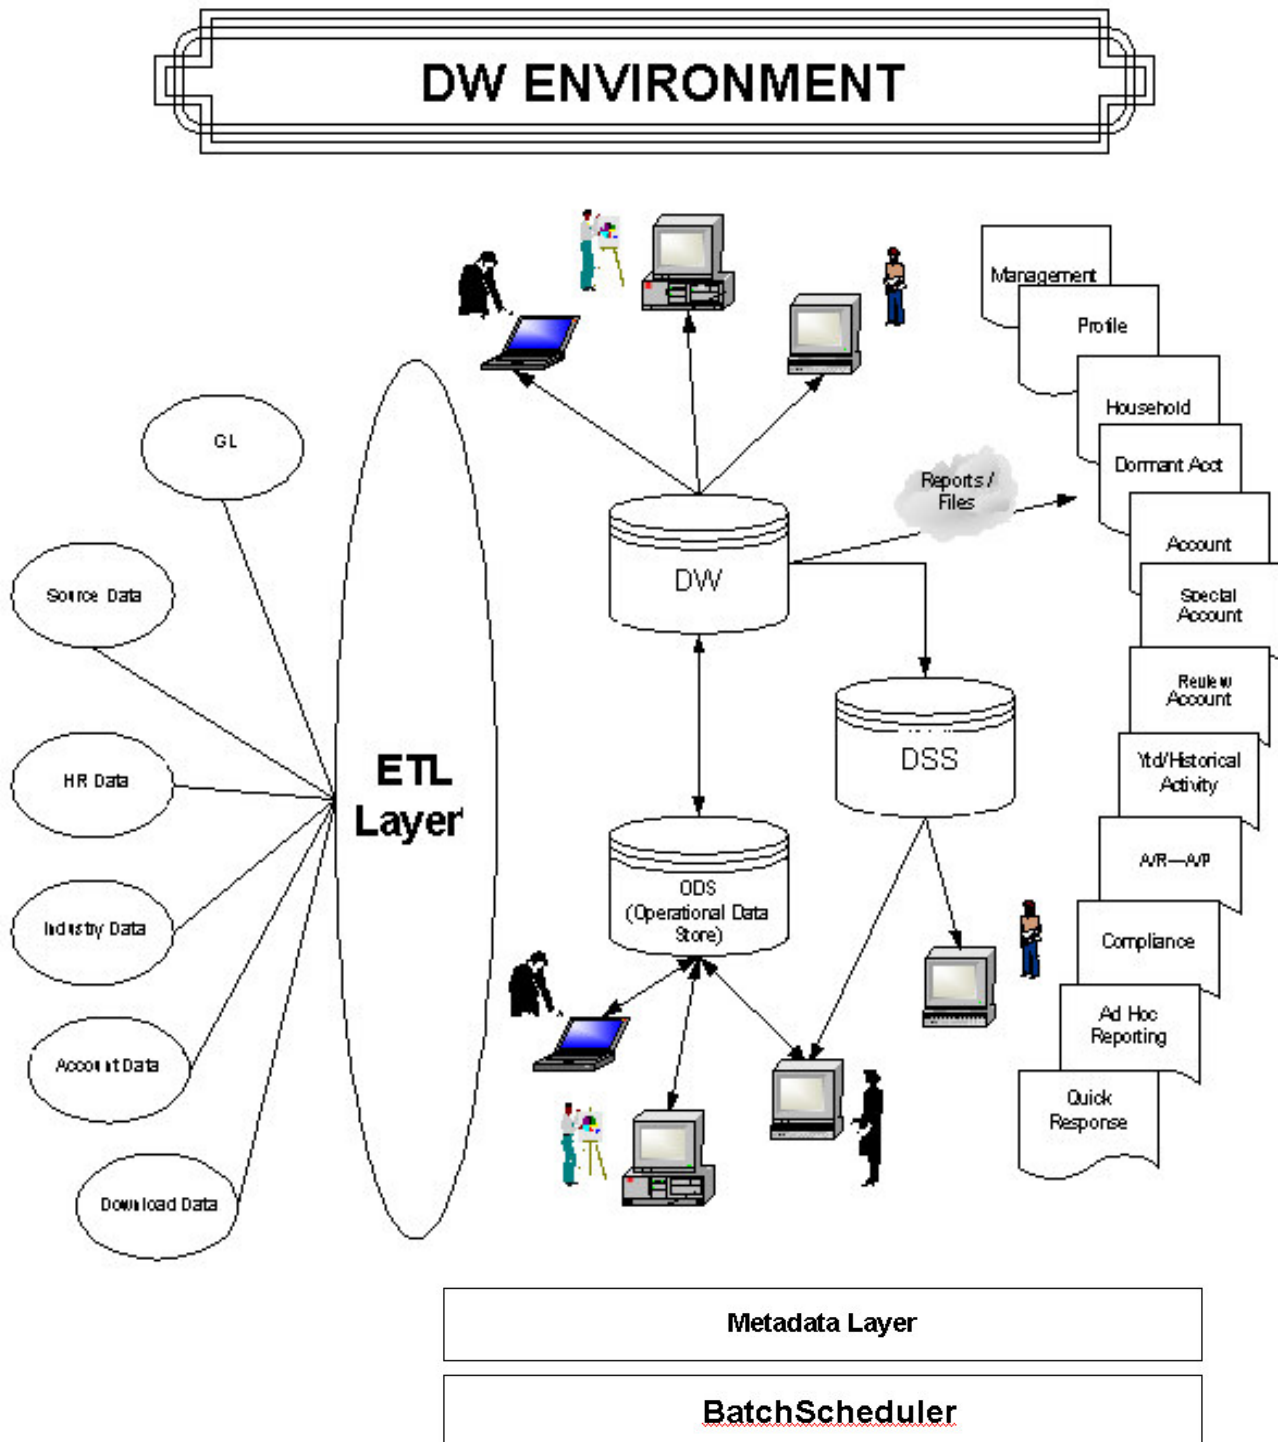 DW ENVIRONMENT
Management
Profile
Household
Dormant Acct
Account
Special
Account
Review
Account
Ytd/Historical
Activity
A/R—A/P
Compliance
Ad Hoc
Reporting
Quick
Response
Reports /
Files
GL
Source Data
HR Data
Industry Data
Account Data
Download Data
ETL
Layer
DW
DSS
ODS
(Operational Data
Store)
Metadata Layer
BatchScheduler